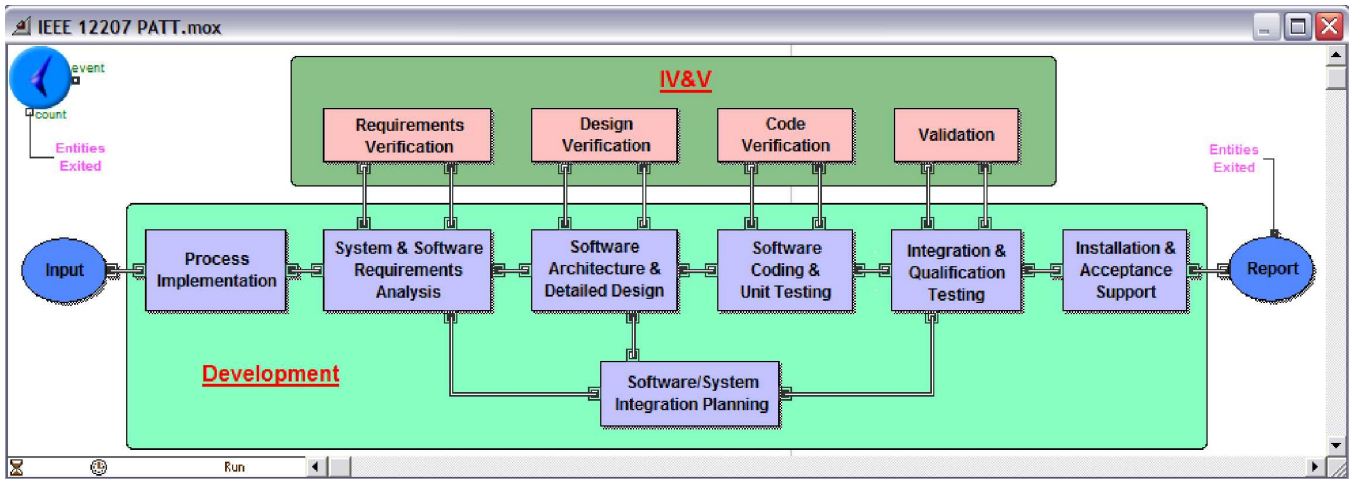 IEEE 12207 PATT.mox
event
count
Entities
Exited
IV&V
Requirements
Verification
Design
Verification
Code
Verification
Validation
Entities
Exited
Input
Process
Implementation
System & Software
Requirements
Analysis
Software
Architecture &
Detailed Design
Software
Coding &
Unit Testing
Integration &
Qualification
Testing
Installation &
Acceptance
Support
Report
Development
Software/System
Integration Planning
Run